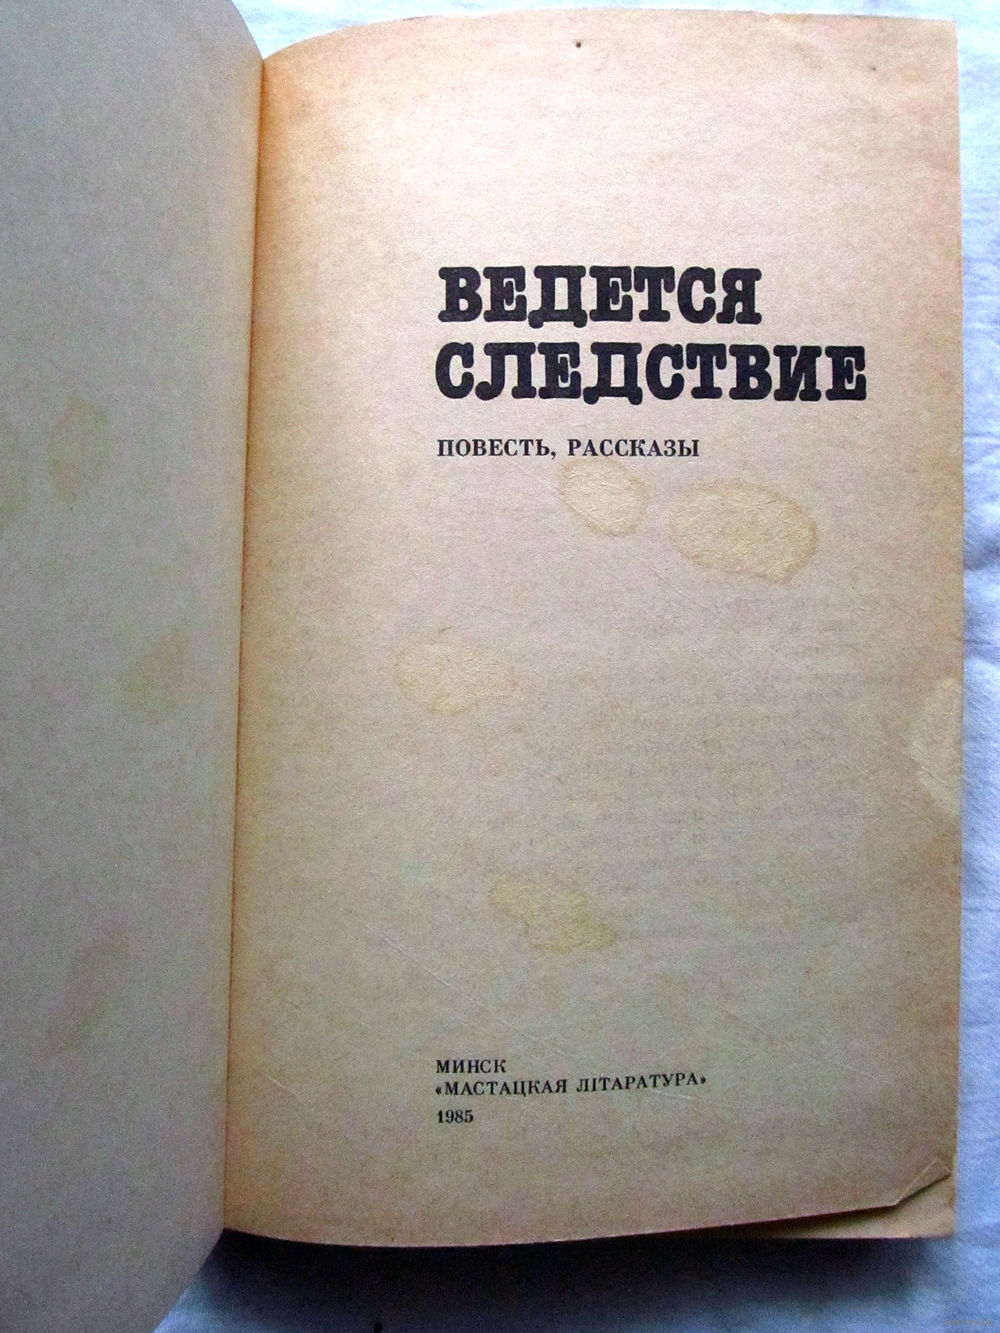 ВЕДЕТСЯ
СЛЕДСТВИЕ
ПОВЕСТЬ, РАССКАЗЫ
МИНСК
«МАСТАЦКАЯ ЛІТАРАТУРА»
1985